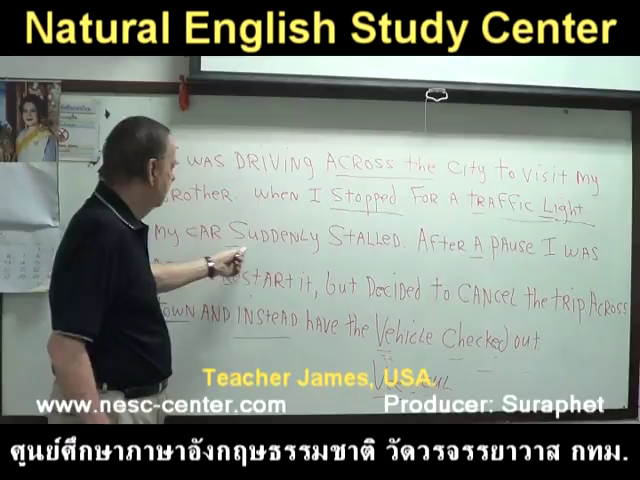 Natural English Study Center
I WAS DRIVING ACROSS the CITY to VISIT MY
BROTHER. WHEN I Stopped FOR A tRAFFIC Light
MY CAR SUDDENLY STALLED. AFTER A PAUSE I WAS
REStARt it, but DECIDED to CANCEL the tRIP ACROSS
tOWN AND INSTEAD HAVE the Vehicle Checked out
Teacher James, USA
www.nesc-center.com
Producer: Suraphet
ศูนย์ศึกษาภาษาอังกฤษธรรมชาติ วัดวรจรรยาวาส กทม.